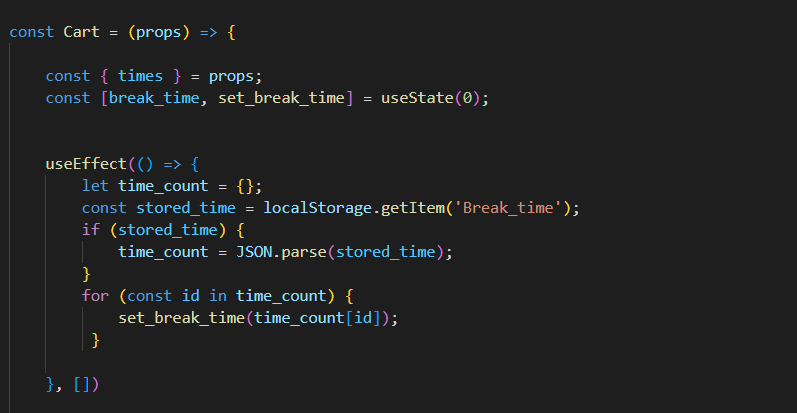 const Cart = (props) => {
const { times } = props;
const [break_time, set_break_time] = useState(0);
useEffect(() => {
let time_count = {};
const stored_time = localStorage.getItem('Break_time');
if (stored_time) {
time_count = JSON.parse(stored_time);
}
for (const id in time_count) {
set_break_time(time_count[id]);
}
}, [])